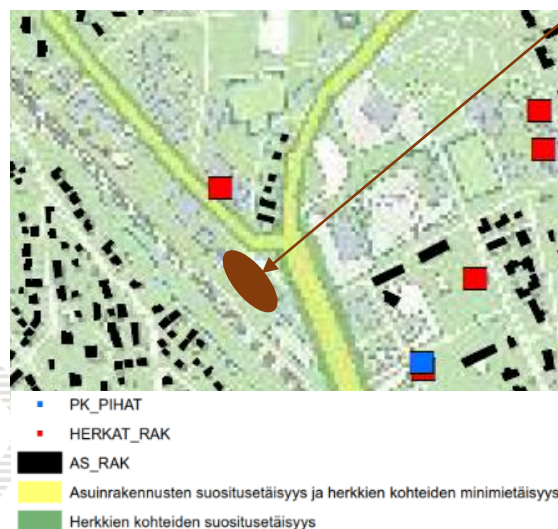 PK_PIHAT
HERKAT_RAK
AS_RAK
Asuinrakennusten suositusetäisyys ja herkkien kohteiden minimietäisyys
Herkkien kohteiden suositusetäisyys